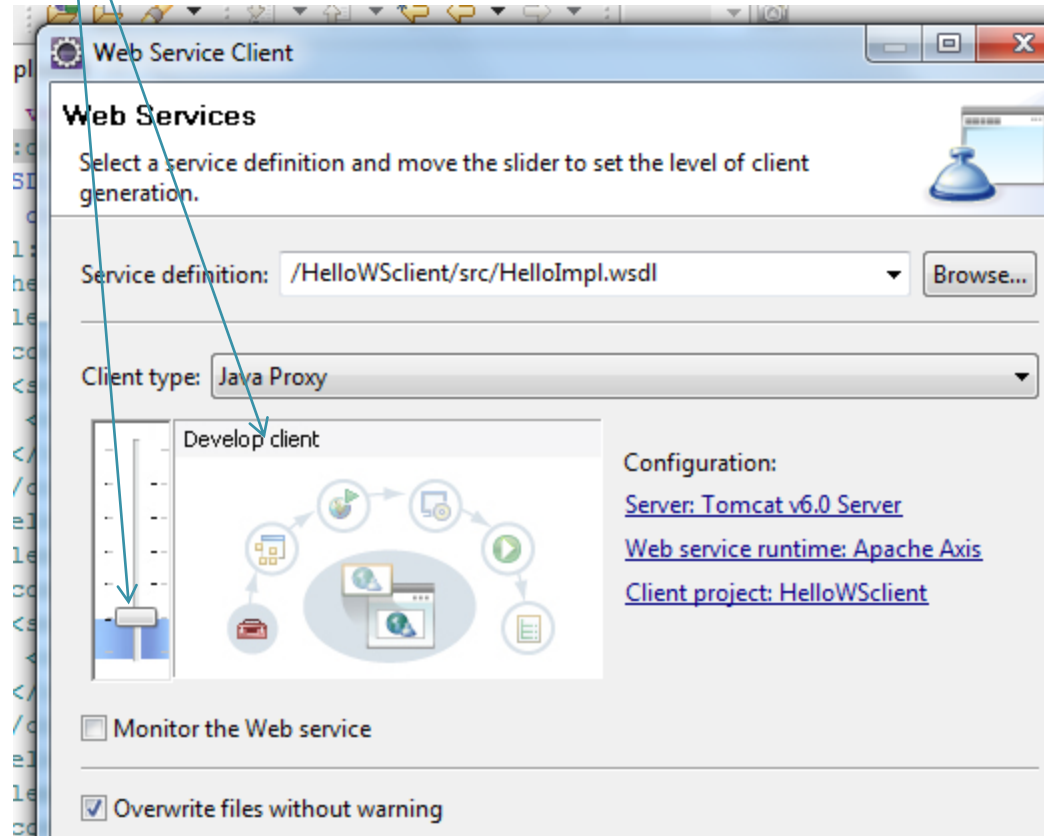 Web Service Client
Web Services
Select a service definition and move the slider to set the level of client
generation.
Service definition: /HelloWSclient/src/HelloImpl.wsdl Browse...
Client type: Java Proxy
Develop client
Configuration:
Server: Tomcat v6.0 Server
Web service runtime: Apache Axis
Client project: HelloWSclient
Monitor the Web service
Overwrite files without warning